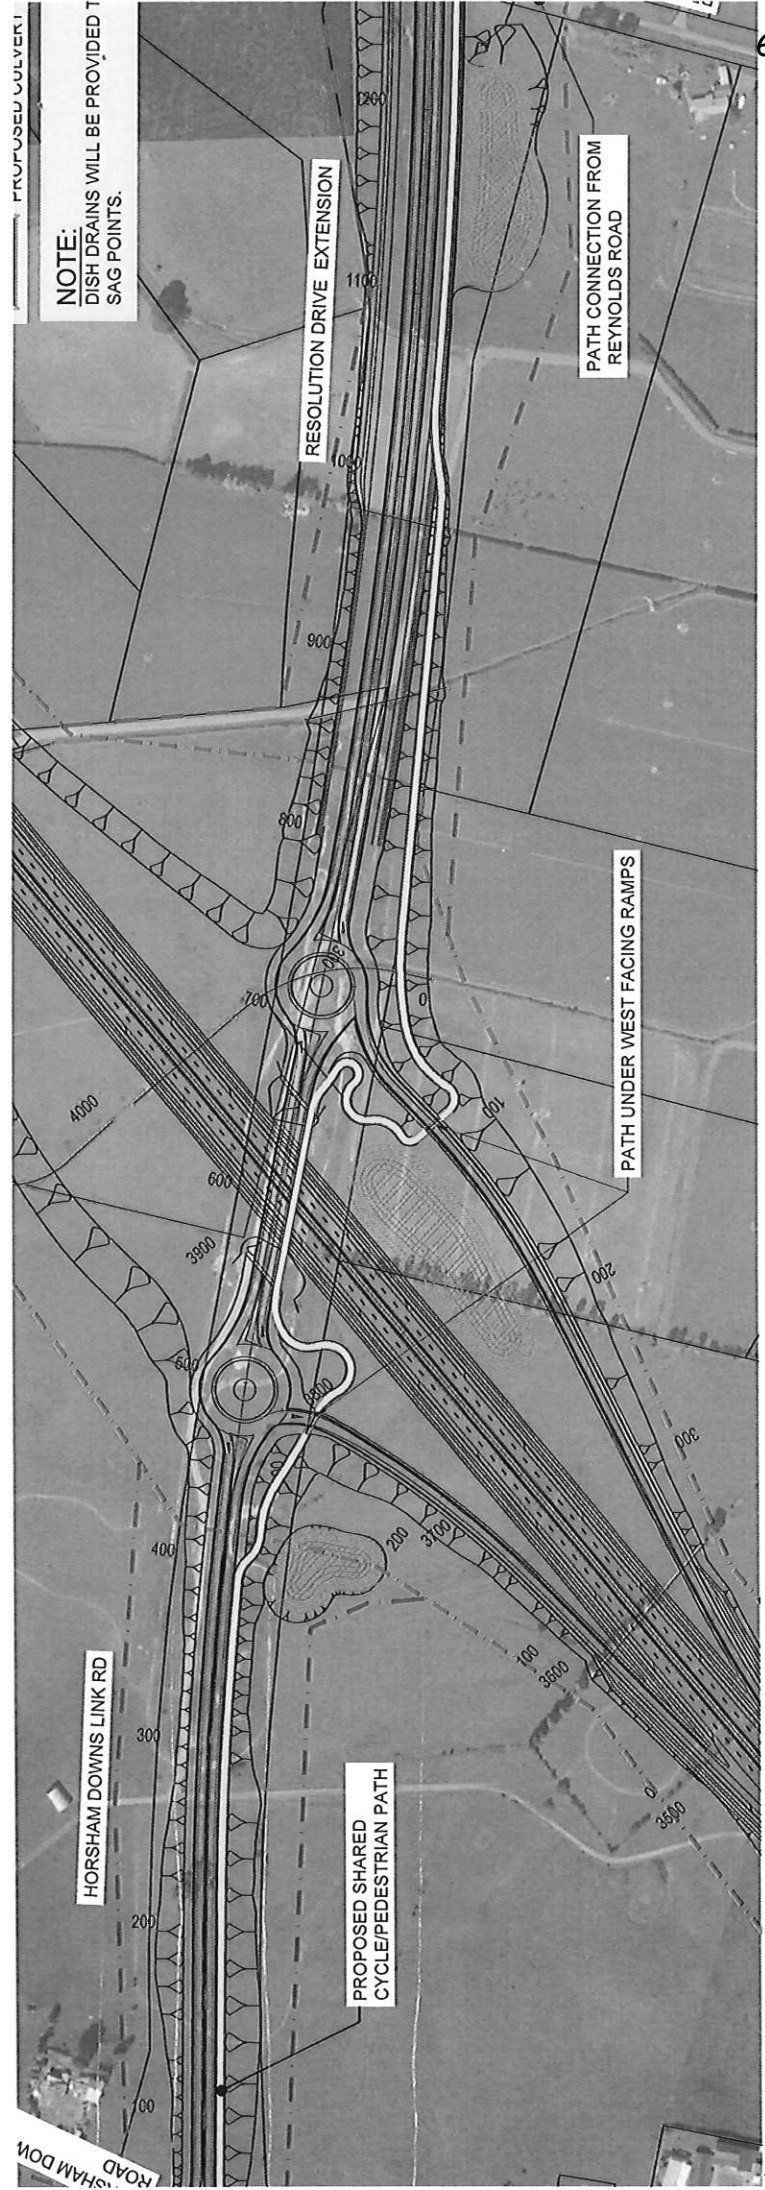 PROPOSED CULVERT
NOTE:
DISH DRAINS WILL BE PROVIDED T
SAG POINTS.
RESOLUTION DRIVE EXTENSION
PATH CONNECTION FROM
REYNOLDS ROAD
PATH UNDER WEST FACING RAMPS
HORSHAM DOWNS LINK RD
PROPOSED SHARED
CYCLE/PEDESTRIAN PATH
RSHAM DOW
ROAD
1200
1100
1000
900
800
700
600
500
400
300
200
100
4000
3900
3800
3700
3600
3500
0
100
200
300
200
100
0